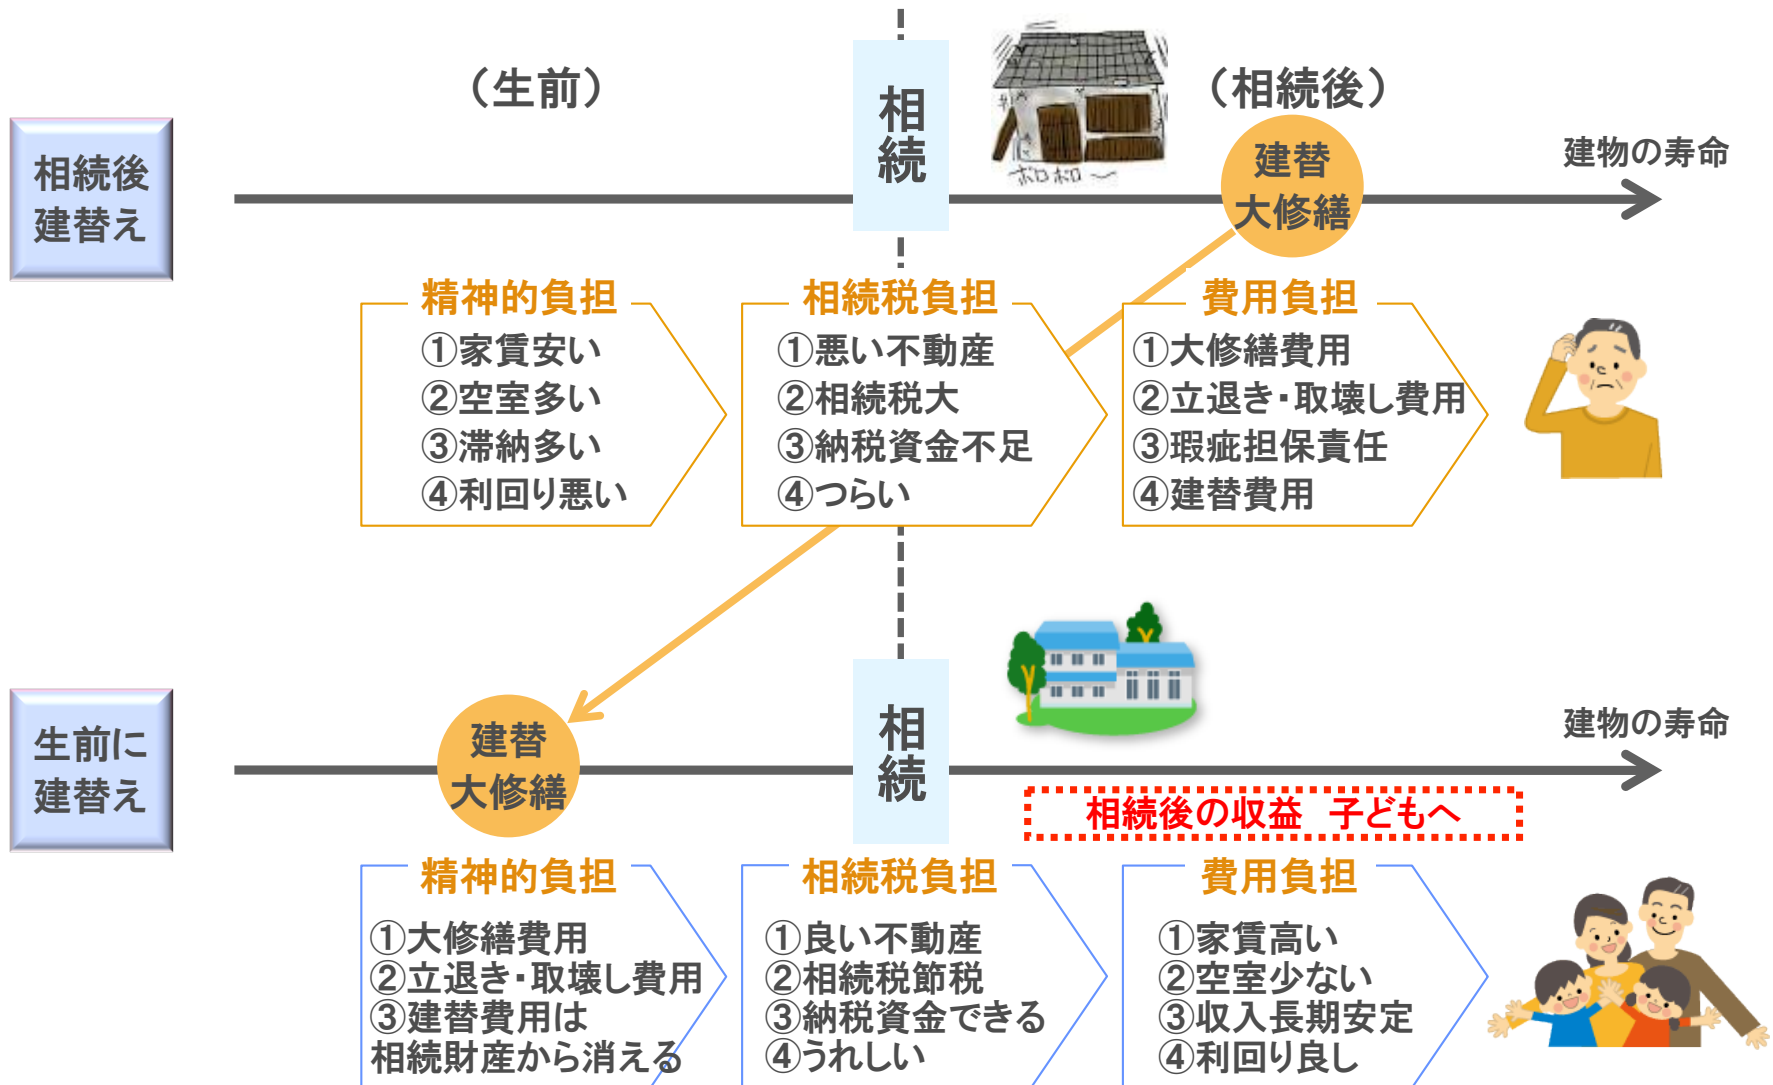 （生前）
相続
（相続後）
相続後
建替え
ボロボロ～
建替
大修繕
建物の寿命
精神的負担
①家賃安い
②空室多い
③滞納多い
④利回り悪い
相続税負担
①悪い不動産
②相続税大
③納税資金不足
④つらい
費用負担
①大修繕費用
②立退き・取壊し費用
③瑕疵担保責任
④建替費用
生前に
建替え
建替
大修繕
相続
建物の寿命
相続後の収益　子どもへ
精神的負担
①大修繕費用
②立退き・取壊し費用
③建替費用は
相続財産から消える
相続税負担
①良い不動産
②相続税節税
③納税資金できる
④うれしい
費用負担
①家賃高い
②空室少ない
③収入長期安定
④利回り良し